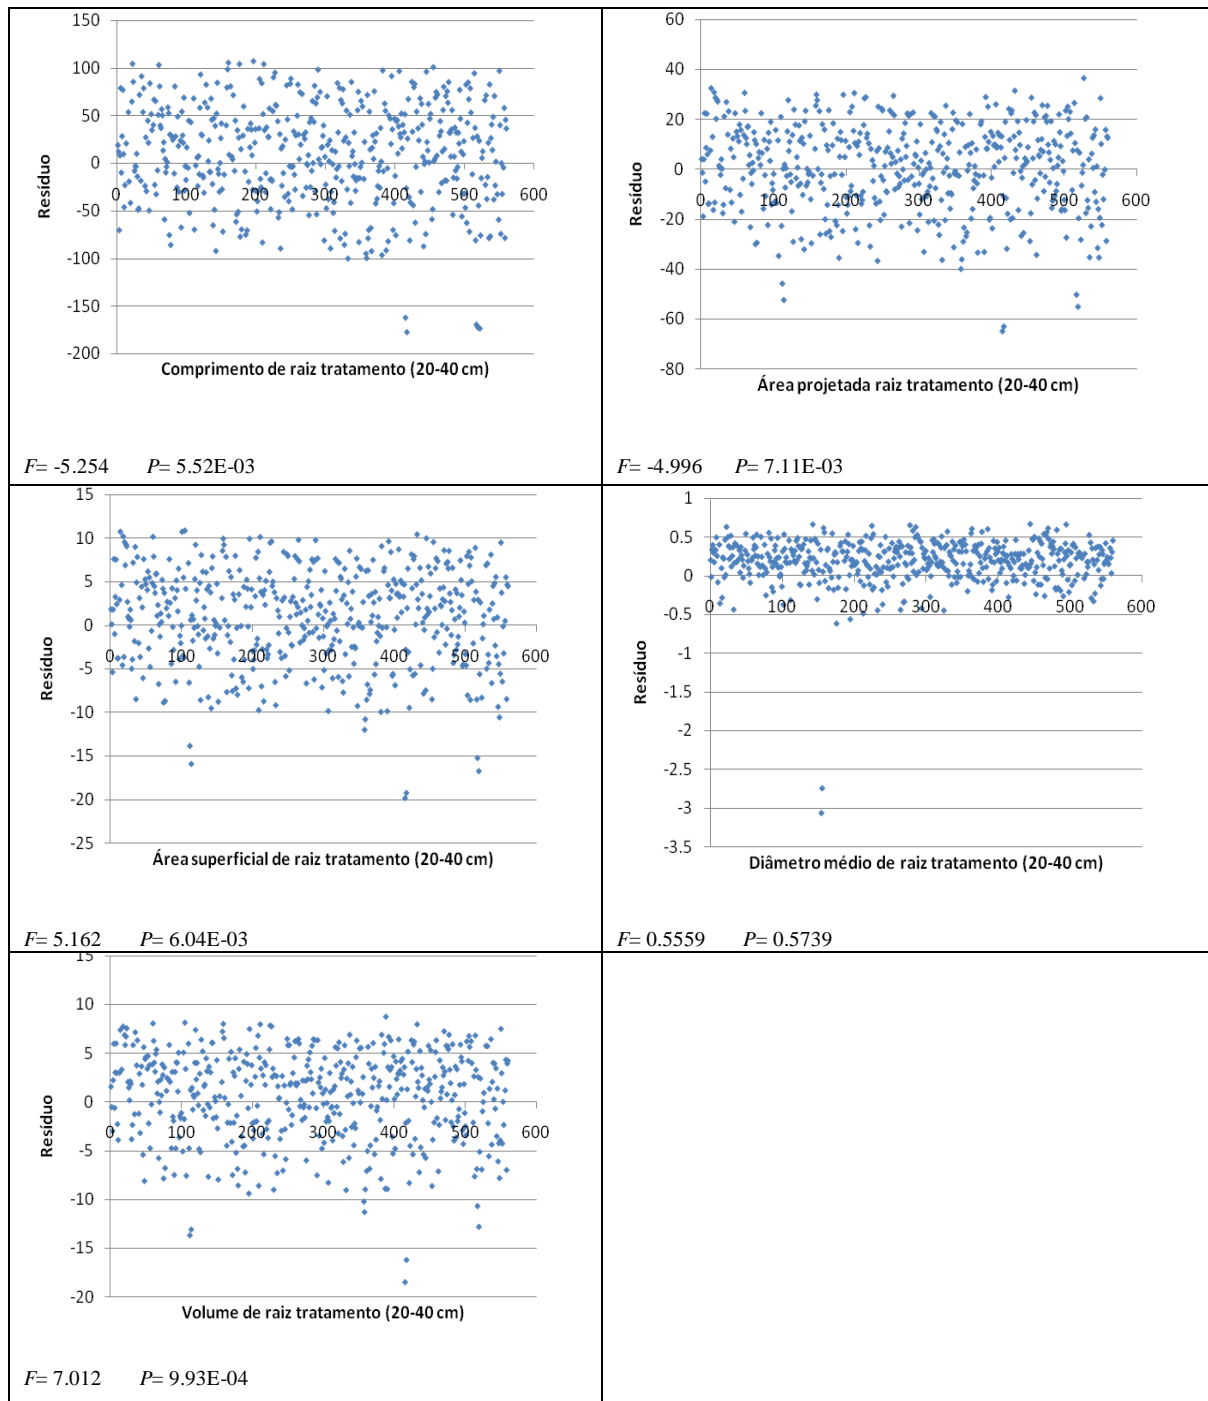 150
100
50
0
-50
-100
-150
-200
0 100 200 300 400 500 600
Resíduo
Comprimento de raiz tratamento (20-40 cm)
F= -5.254 P= 5.52E-03
60
40
20
0
-20
-40
-60
-80
0 100 200 300 400 500 600
Resíduo
Área projetada raiz tratamento (20-40 cm)
F= -4.996 P= 7.11E-03
15
10
5
0
-5
-10
-15
-20
-25
0 100 200 300 400 500 600
Resíduo
Área superficial de raiz tratamento (20-40 cm)
F= 5.162 P= 6.04E-03
1
0.5
0
-0.5
-1
-1.5
-2
-2.5
-3
-3.5
0 100 200 300 400 500 600
Resíduo
Diâmetro médio de raiz tratamento (20-40 cm)
F= 0.5559 P= 0.5739
15
10
5
0
-5
-10
-15
-20
0 100 200 300 400 500 600
Resíduo
Volume de raiz tratamento (20-40 cm)
F= 7.012 P= 9.93E-04